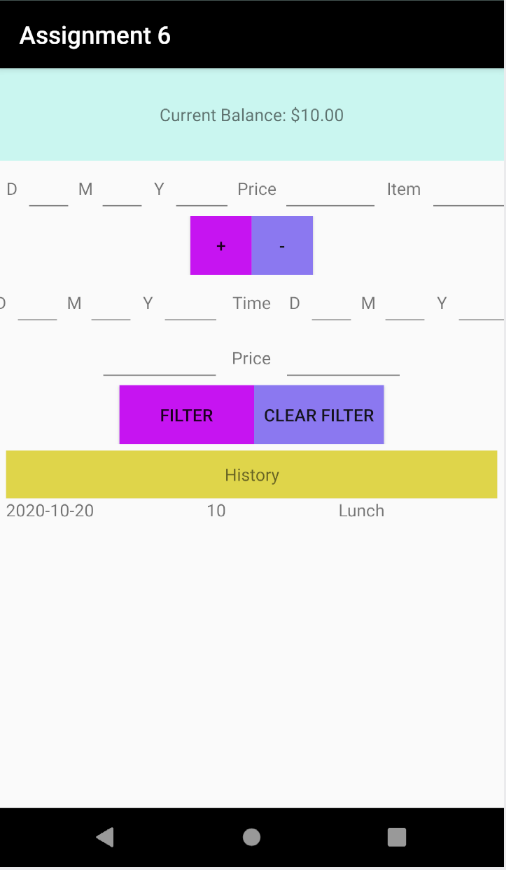 Assignment 6
Current Balance: $10.00
D M Y Price Item
+ -
D M Y Time D M Y
Price
FILTER CLEAR FILTER
History
2020-10-20 10 Lunch